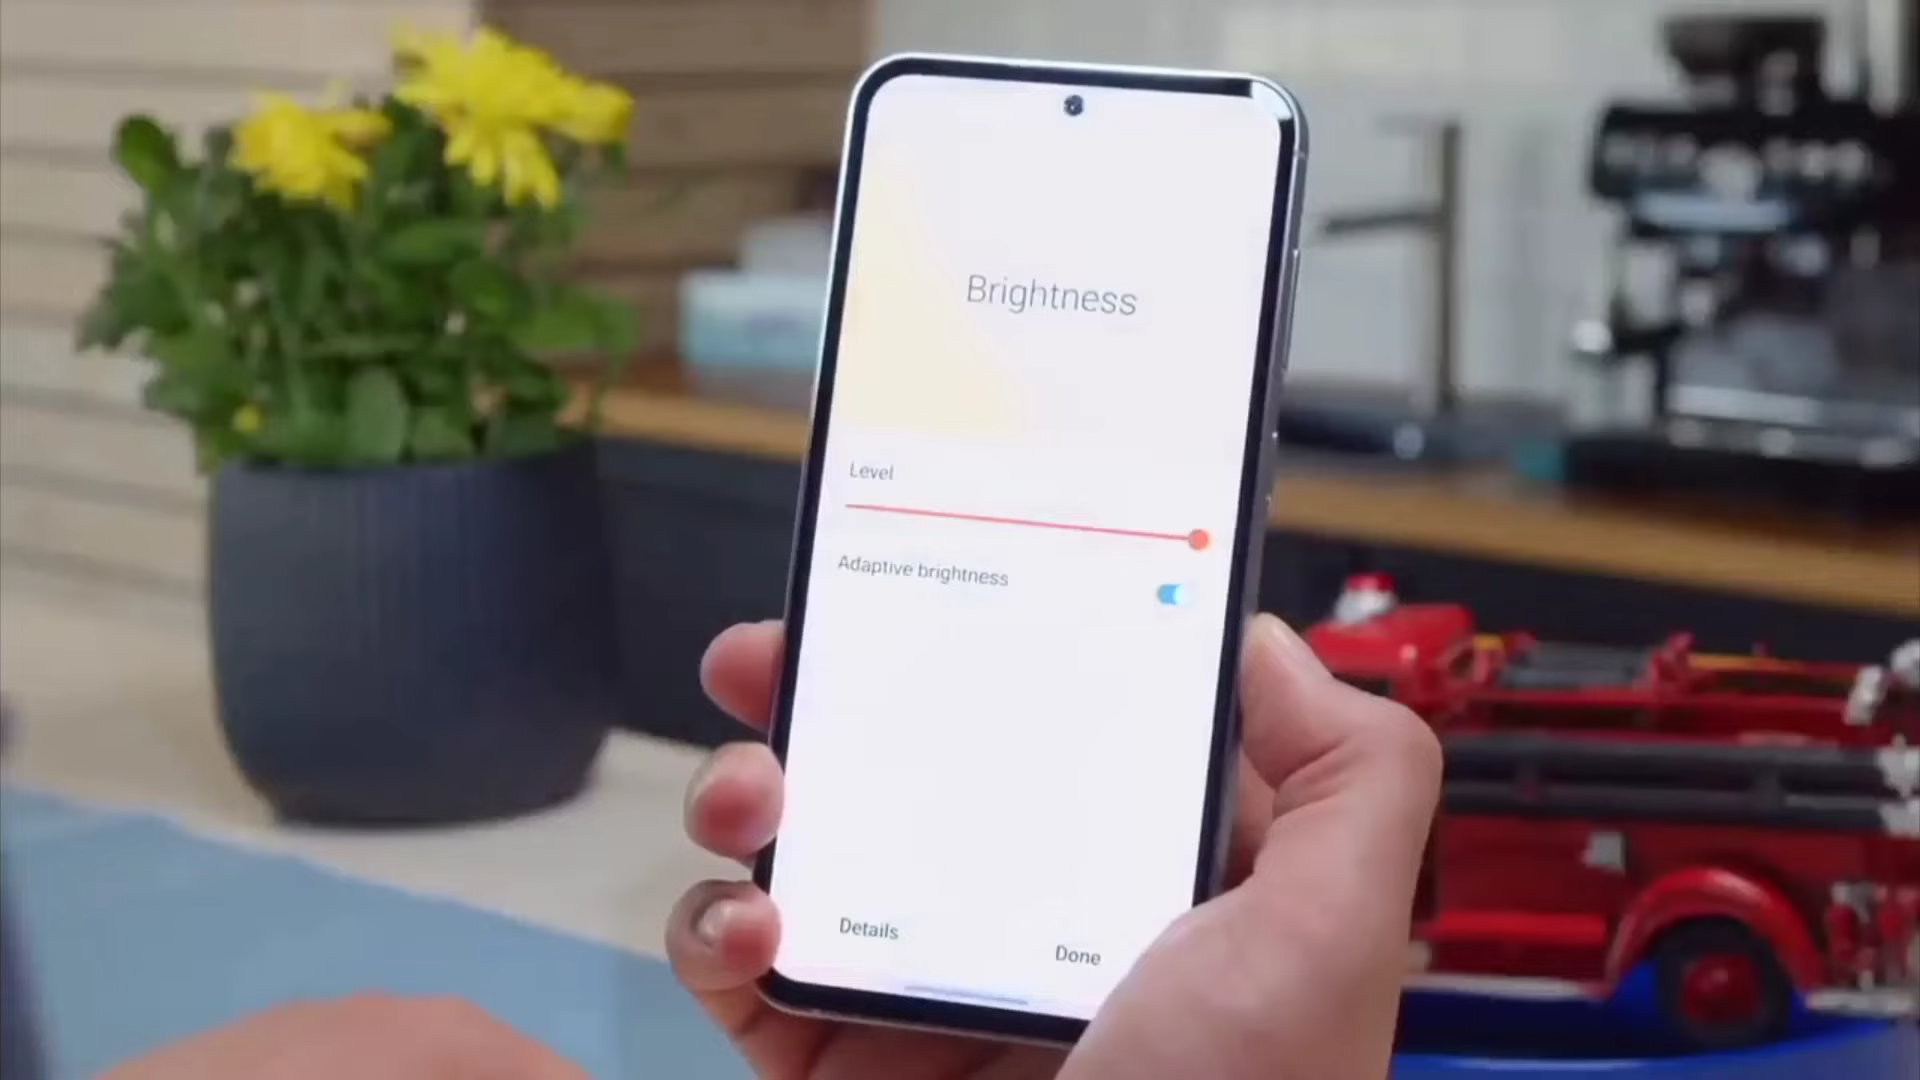 Brightness
Level
Adaptive brightness
Details
Done